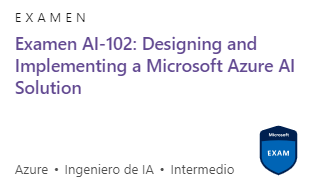 EXAMEN
Examen AI-102: Designing and
Implementing a Microsoft Azure AI
Solution
Microsoft
EXAM
Azure • Ingeniero de IA • Intermedio